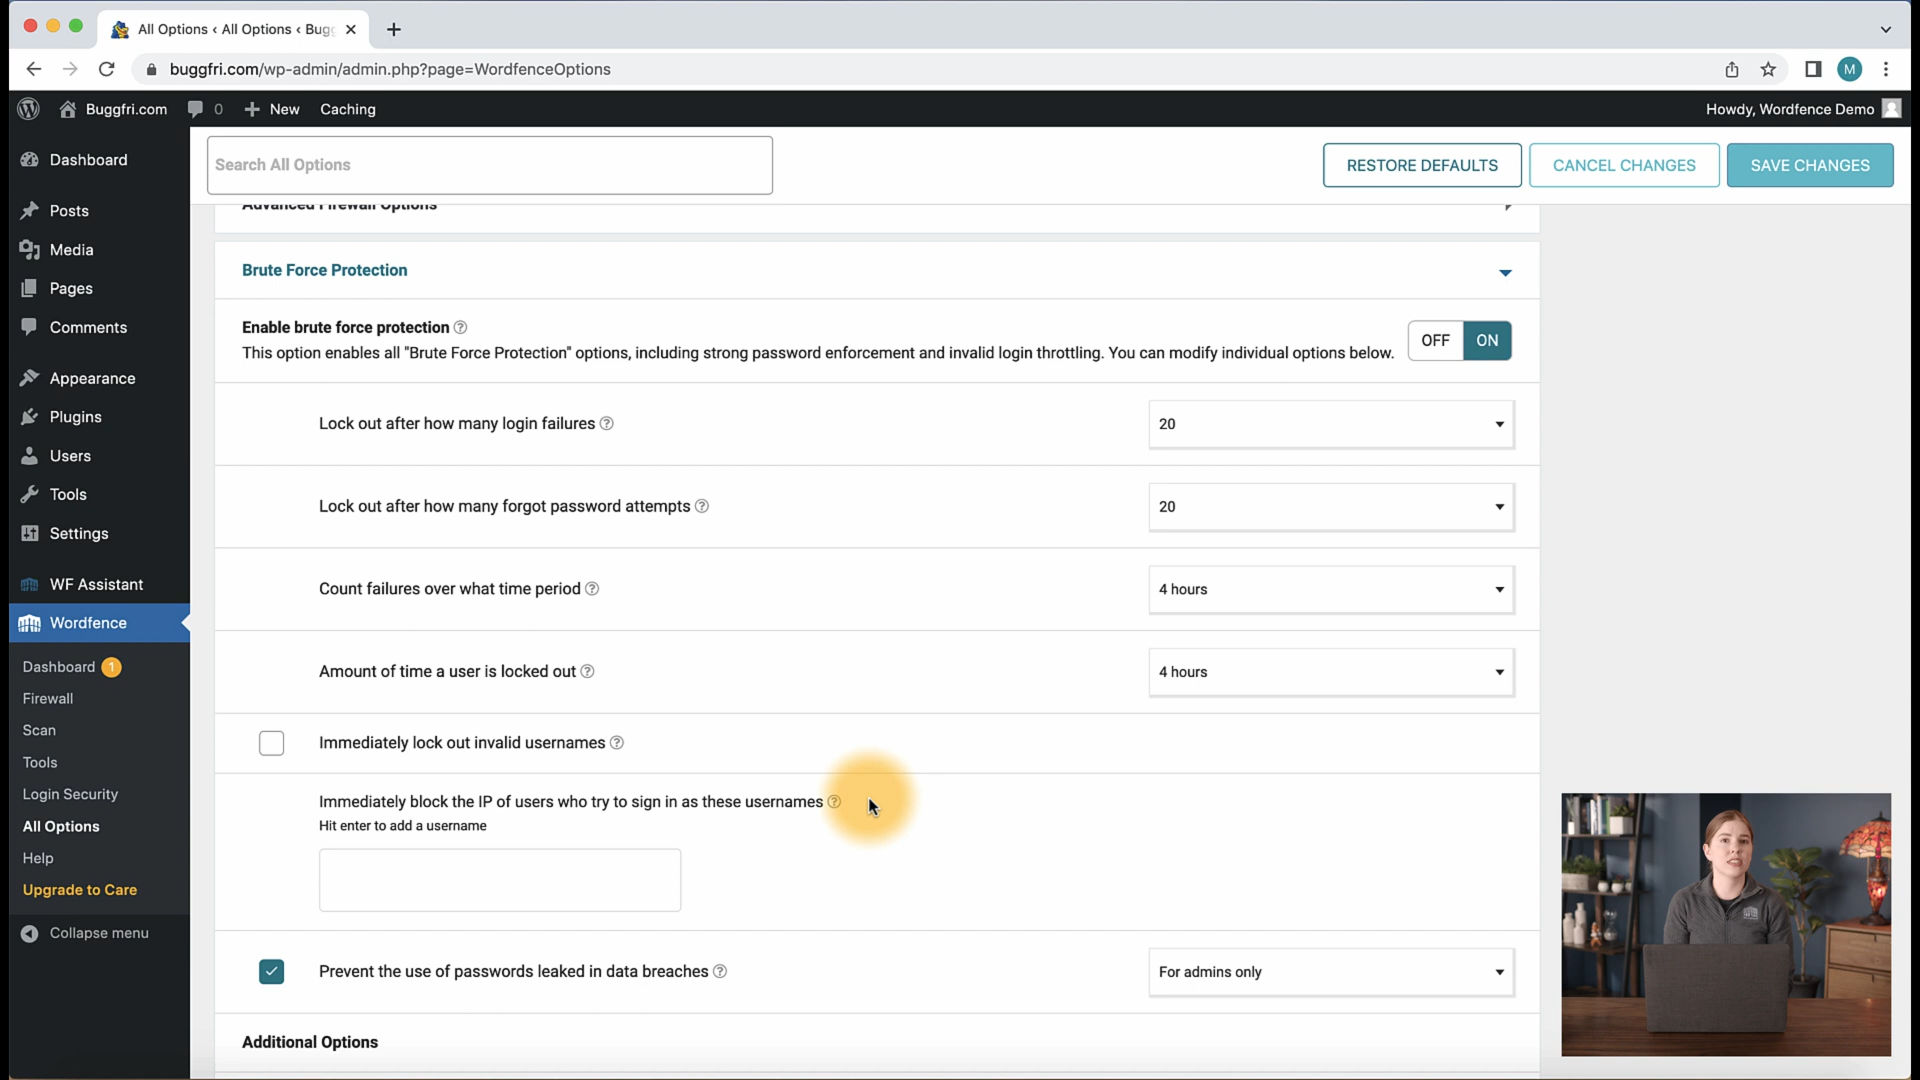 All Options ‹ All Options ‹ Bugg
buggfri.com/wp-admin/admin.php?page=WordfenceOptions
M
Buggfri.com
0
New
Caching
Howdy, Wordfence Demo
Dashboard
Posts
Media
Pages
Comments
Appearance
Plugins
Users
Tools
Settings
WF Assistant
Wordfence
Dashboard 1
Firewall
Scan
Tools
Login Security
All Options
Help
Upgrade to Care
Collapse menu
Search All Options
RESTORE DEFAULTS
CANCEL CHANGES
SAVE CHANGES
Advanced Firewall Options
Brute Force Protection
Enable brute force protection
This option enables all "Brute Force Protection" options, including strong password enforcement and invalid login throttling. You can modify individual options below.
OFF
ON
Lock out after how many login failures
20
Lock out after how many forgot password attempts
20
Count failures over what time period
4 hours
Amount of time a user is locked out
4 hours
Immediately lock out invalid usernames
Immediately block the IP of users who try to sign in as these usernames
Hit enter to add a username
Prevent the use of passwords leaked in data breaches
For admins only
Additional Options